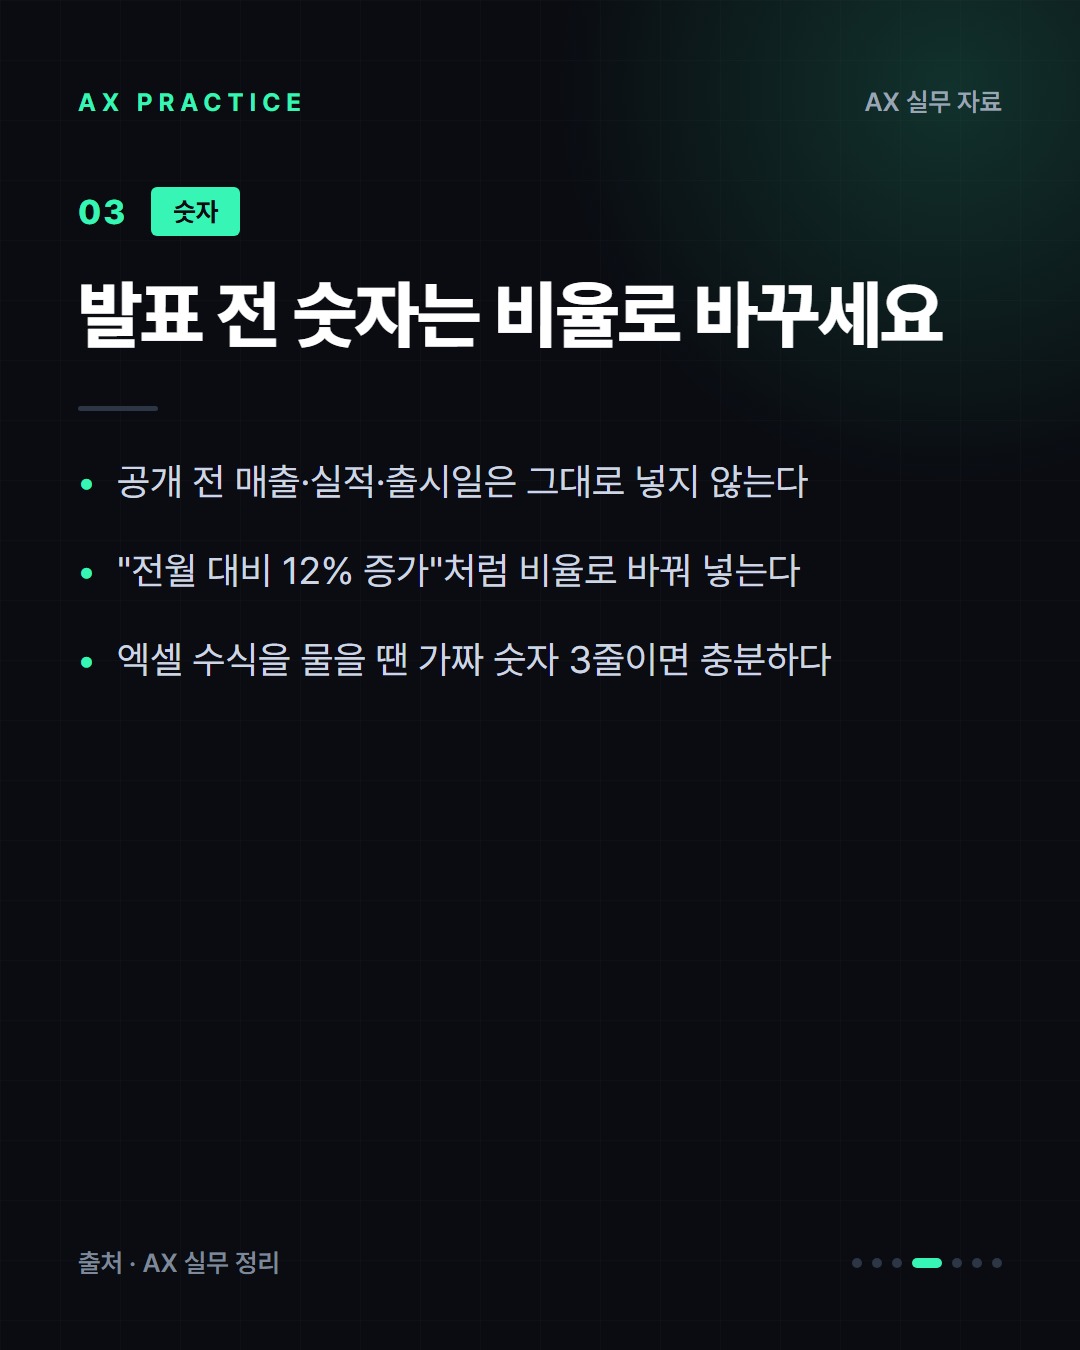 AX PRACTICE
AX 실무 자료
03 숫자
발표 전 숫자는 비율로 바꾸세요
• 공개 전 매출·실적·출시일은 그대로 넣지 않는다
• "전월 대비 12% 증가"처럼 비율로 바꿔 넣는다
• 엑셀 수식을 물을 땐 가짜 숫자 3줄이면 충분하다
출처 · AX 실무 정리